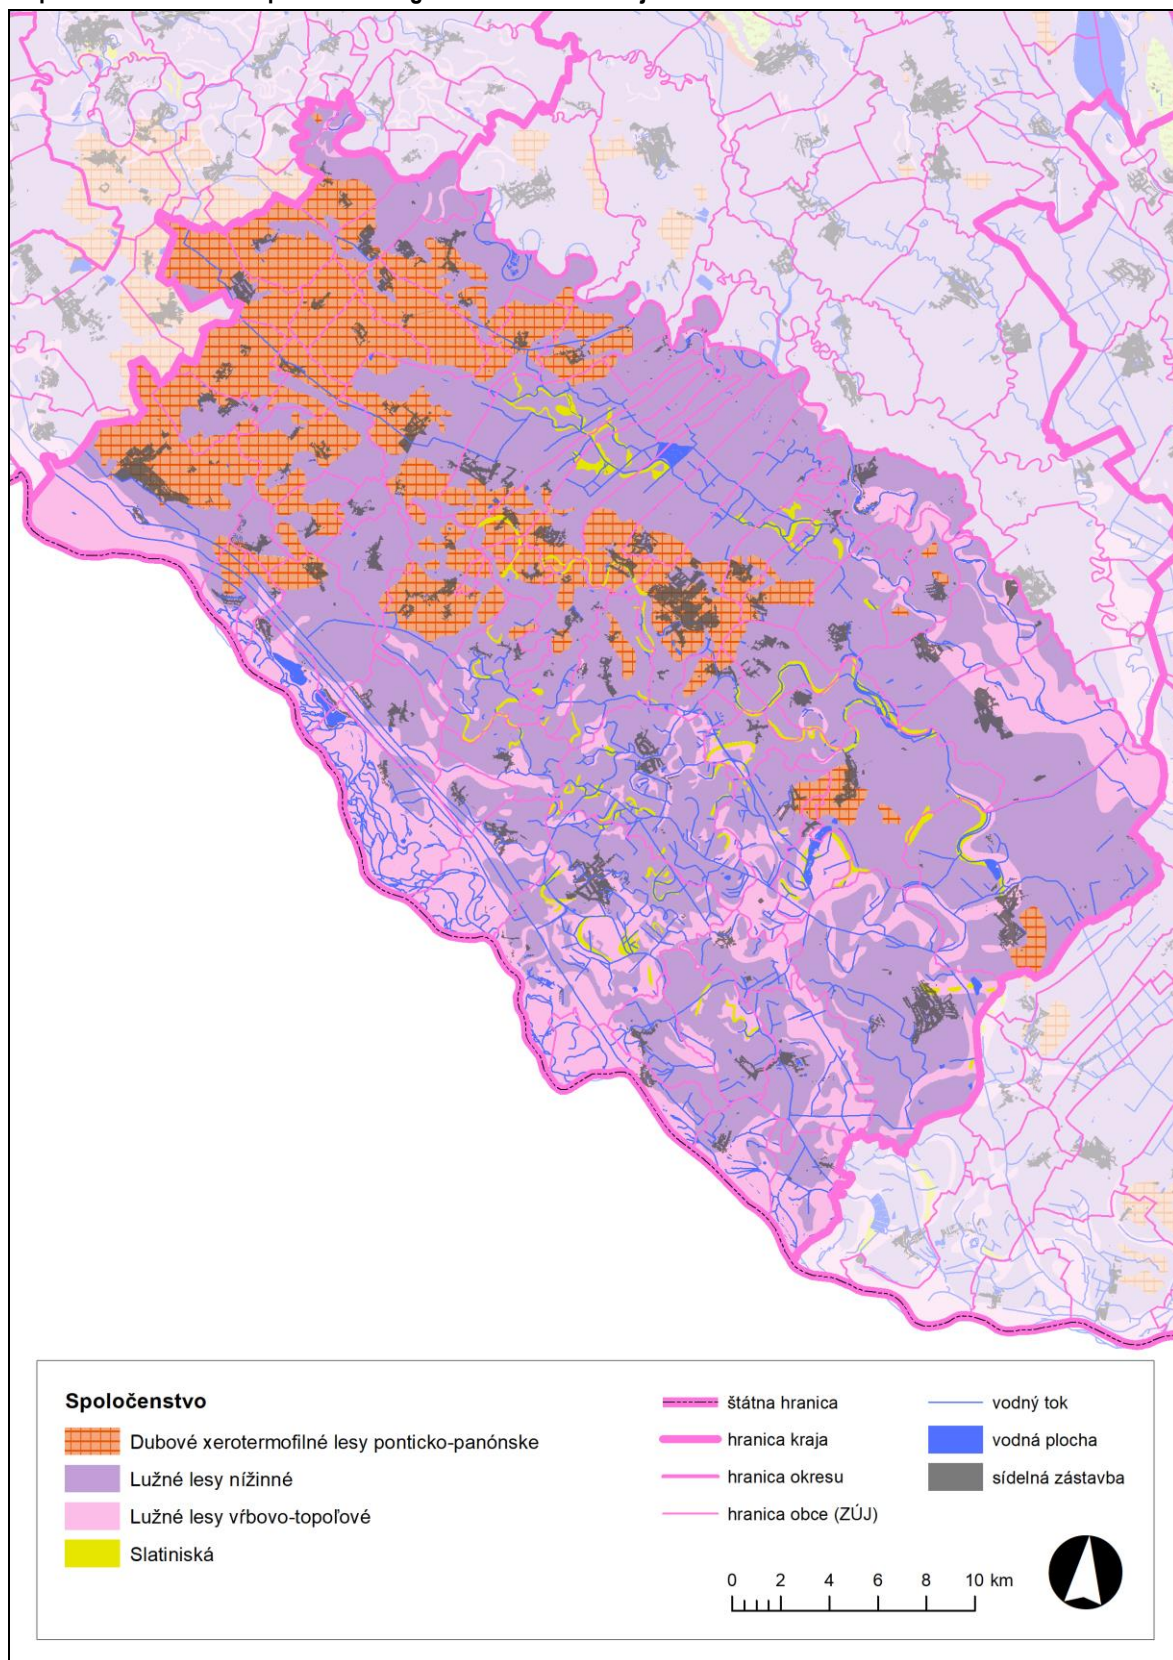 Spoločenstvo
Dubové xerotermofilné lesy ponticko-panónske
Lužné lesy nížinné
Lužné lesy vŕbovo-topoľové
Slatiniská
štátna hranica
hranica kraja
hranica okresu
hranica obce (ZÚJ)
vodný tok
vodná plocha
sídelná zástavba
0 2 4 6 8 10 km